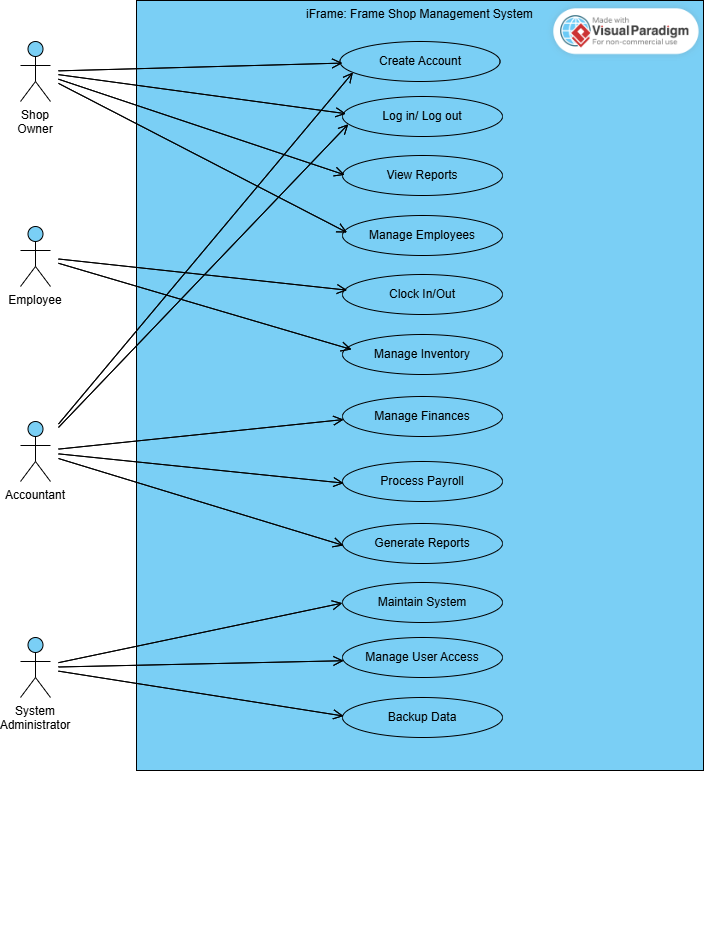 iFrame: Frame Shop Management System
Made with
Visual Paradigm
For non-commercial use
Create Account
Shop
Owner
Log in/ Log out
View Reports
Manage Employees
Employee
Clock In/Out
Manage Inventory
Manage Finances
Accountant
Process Payroll
Generate Reports
Maintain System
Manage User Access
System
Administrator
Backup Data